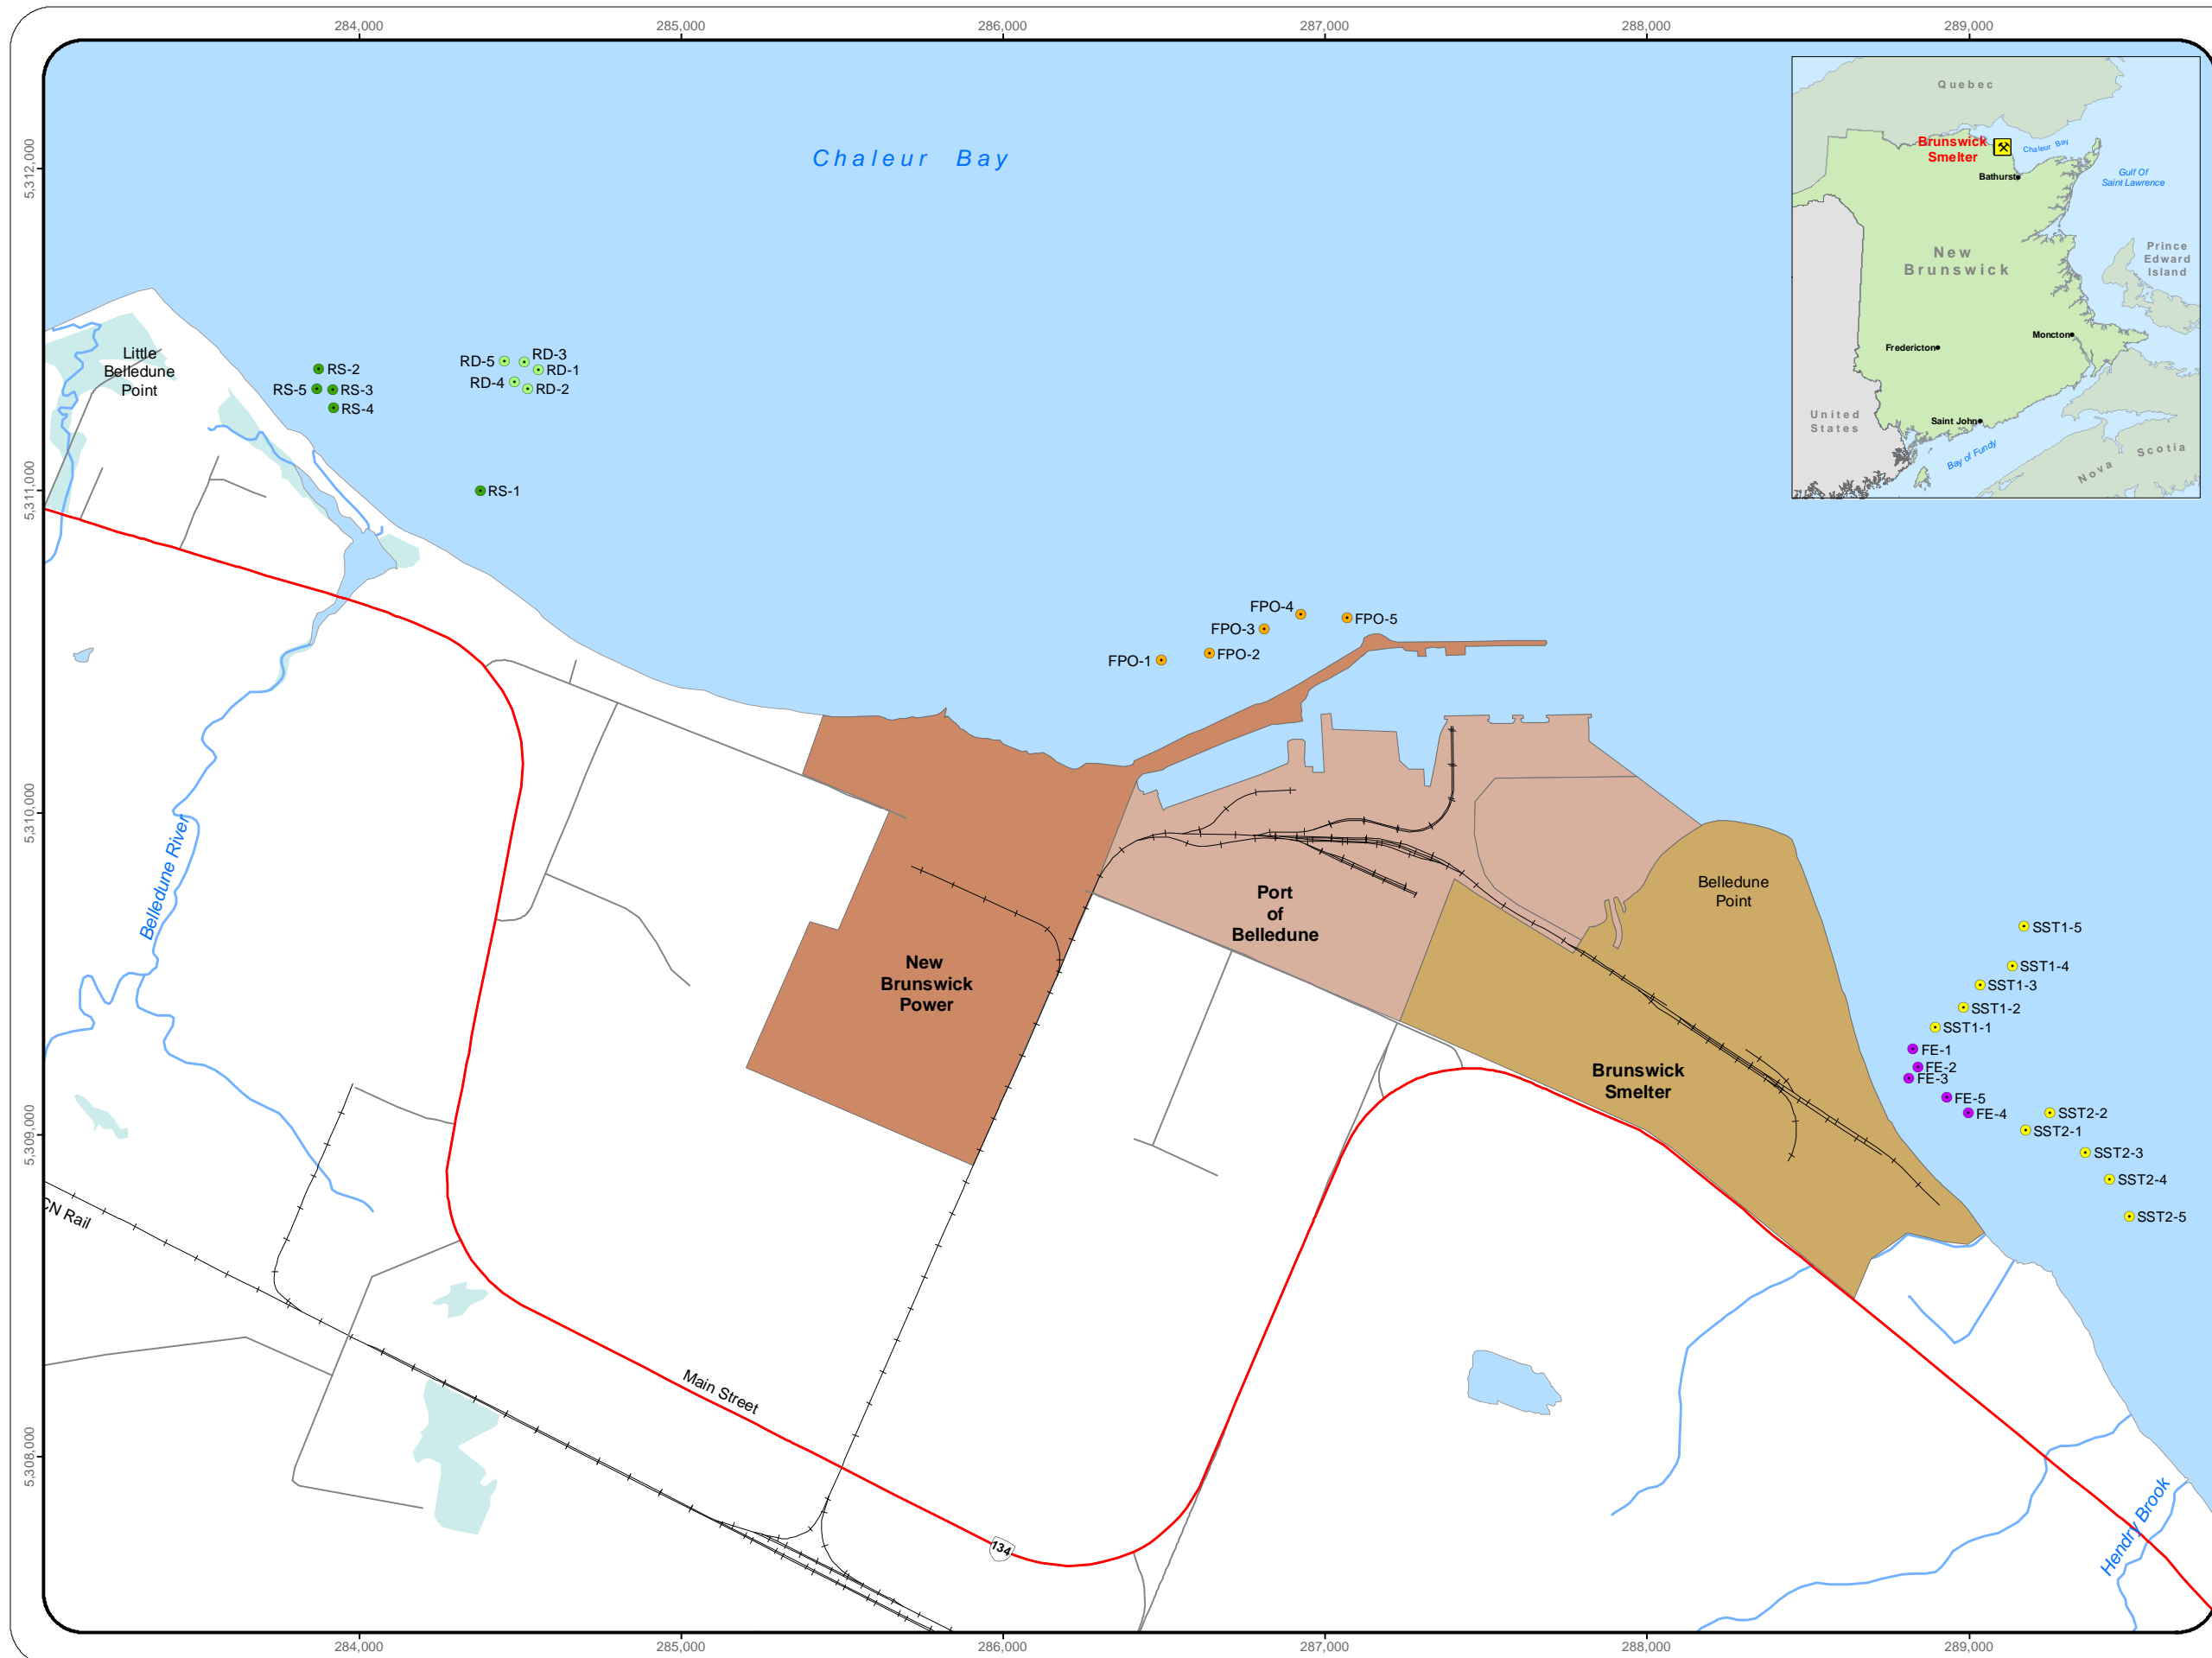 284,000
285,000
286,000
287,000
288,000
289,000
5,312,000
5,311,000
5,310,000
5,309,000
5,308,000
Chaleur Bay
Quebec
Brunswick
Smelter
Chaleur Bay
Bathurst
Gulf Of
Saint Lawrence
New
Brunswick
Prince
Edward
Island
Moncton
Fredericton
United
States
Saint John
Bay of Fundy
Nova Scotia
Little
Belledune
Point
RS-2
RS-5
RS-3
RS-4
RD-5
RD-3
RD-1
RD-4
RD-2
RS-1
FPO-4
FPO-5
FPO-3
FPO-2
FPO-1
Belledune River
Port
of
Belledune
Belledune
Point
New
Brunswick
Power
Brunswick
Smelter
SST1-5
SST1-4
SST1-3
SST1-2
SST1-1
FE-1
FE-2
FE-3
FE-5
FE-4
SST2-2
SST2-1
SST2-3
SST2-4
SST2-5
CN Rail
Main Street
134
Hendry Brook
284,000
285,000
286,000
287,000
288,000
289,000